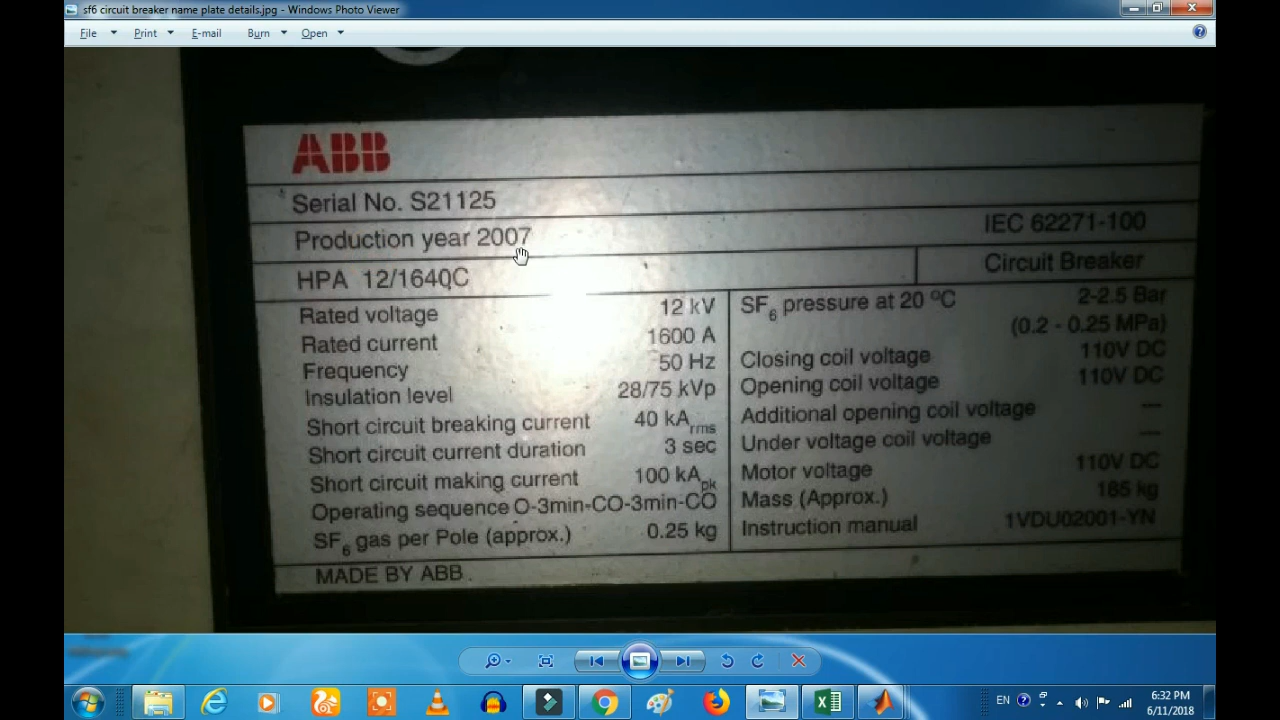 sf6 circuit breaker name plate details.jpg - Windows Photo Viewer
File Print E-mail Burn Open
ABB
Serial No. S21125
Production year 2007 IEC 62271-100
HPA 12/1640C Circuit Breaker
Rated voltage 12 kV
Rated current 1600 A
Frequency 50 Hz
Insulation level 28/75 kVp
Short circuit breaking current 40 kArms
Short circuit current duration 3 sec
Short circuit making current 100 kApk
Operating sequence O-3min-CO-3min-CO
SF6 gas per Pole (approx.) 0.25 kg
SF6 pressure at 20 °C 2-2.5 Bar
(0.2 - 0.25 MPa)
Closing coil voltage 110V DC
Opening coil voltage 110V DC
Additional opening coil voltage ---
Under voltage coil voltage ---
Motor voltage 110V DC
Mass (Approx.) 185 kg
Instruction manual 1VDU02001-YN
MADE BY ABB
EN
6:32 PM
6/11/2018